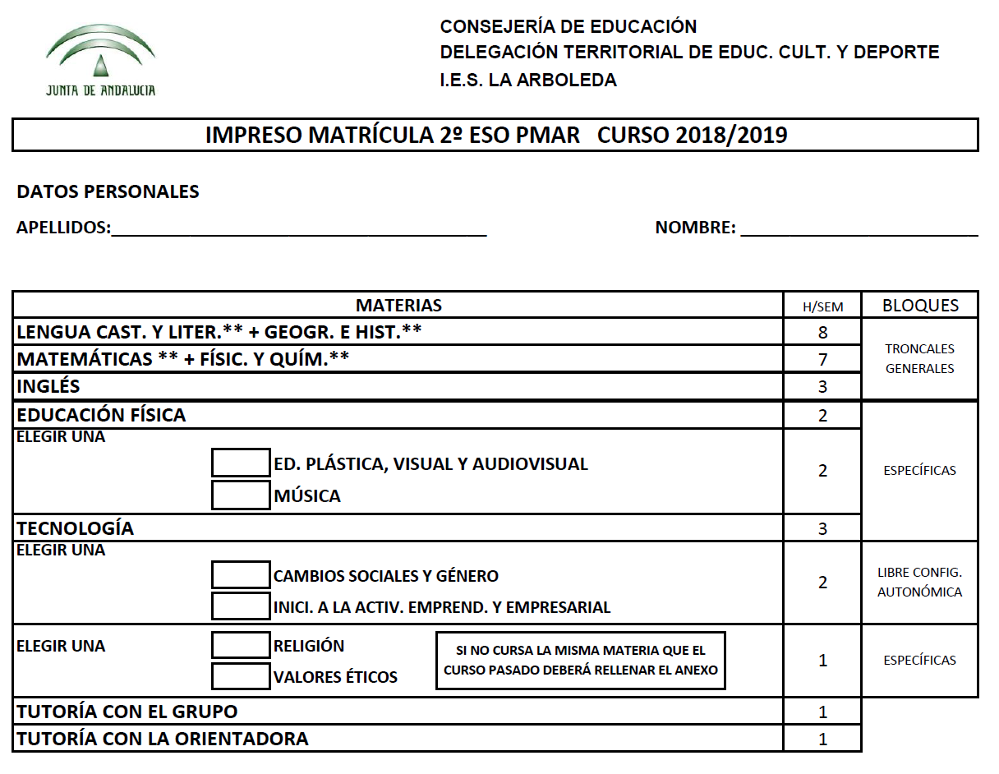 JUNTA DE ANDALUCIA
CONSEJERÍA DE EDUCACIÓN
DELEGACIÓN TERRITORIAL DE EDUC. CULT. Y DEPORTE
I.E.S. LA ARBOLEDA
IMPRESO MATRÍCULA 2º ESO PMAR CURSO 2018/2019
DATOS PERSONALES
APELLIDOS:______________________________________ NOMBRE: ________________________
MATERIAS H/SEM BLOQUES
LENGUA CAST. Y LITER.** + GEOGR. E HIST.** 8
MATEMÁTICAS ** + FÍSIC. Y QUÍM.** 7
INGLÉS 3
TRONCALES
GENERALES
EDUCACIÓN FÍSICA 2
ELEGIR UNA
ED. PLÁSTICA, VISUAL Y AUDIOVISUAL
MÚSICA
2
TECNOLOGÍA 3
ESPECÍFICAS
ELEGIR UNA
CAMBIOS SOCIALES Y GÉNERO
INICI. A LA ACTIV. EMPREND. Y EMPRESARIAL
2
LIBRE CONFIG.
AUTONÓMICA
ELEGIR UNA
RELIGIÓN
VALORES ÉTICOS
SI NO CURSA LA MISMA MATERIA QUE EL
CURSO PASADO DEBERÁ RELLENAR EL ANEXO
1
ESPECÍFICAS
TUTORÍA CON EL GRUPO 1
TUTORÍA CON LA ORIENTADORA 1